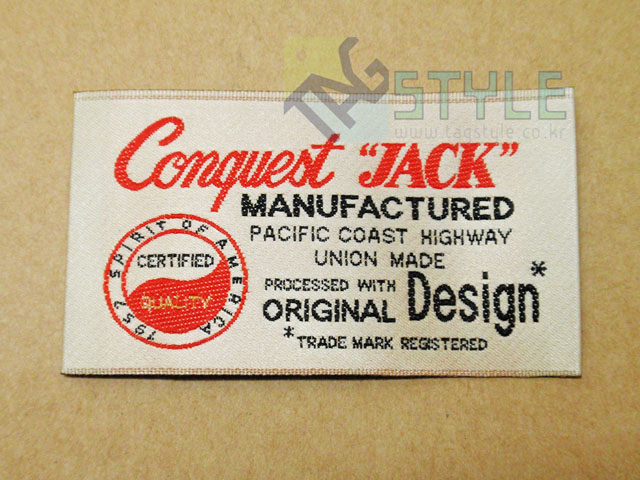 TAG STYLE
www.tagstyle.co.kr
Conquest "JACK"
MANUFACTURED
PACIFIC COAST HIGHWAY
UNION MADE
PROCESSED WITH
ORIGINAL Design*
*TRADE MARK REGISTERED
SPIRIT OF AMERICA 1952
CERTIFIED
QUALITY